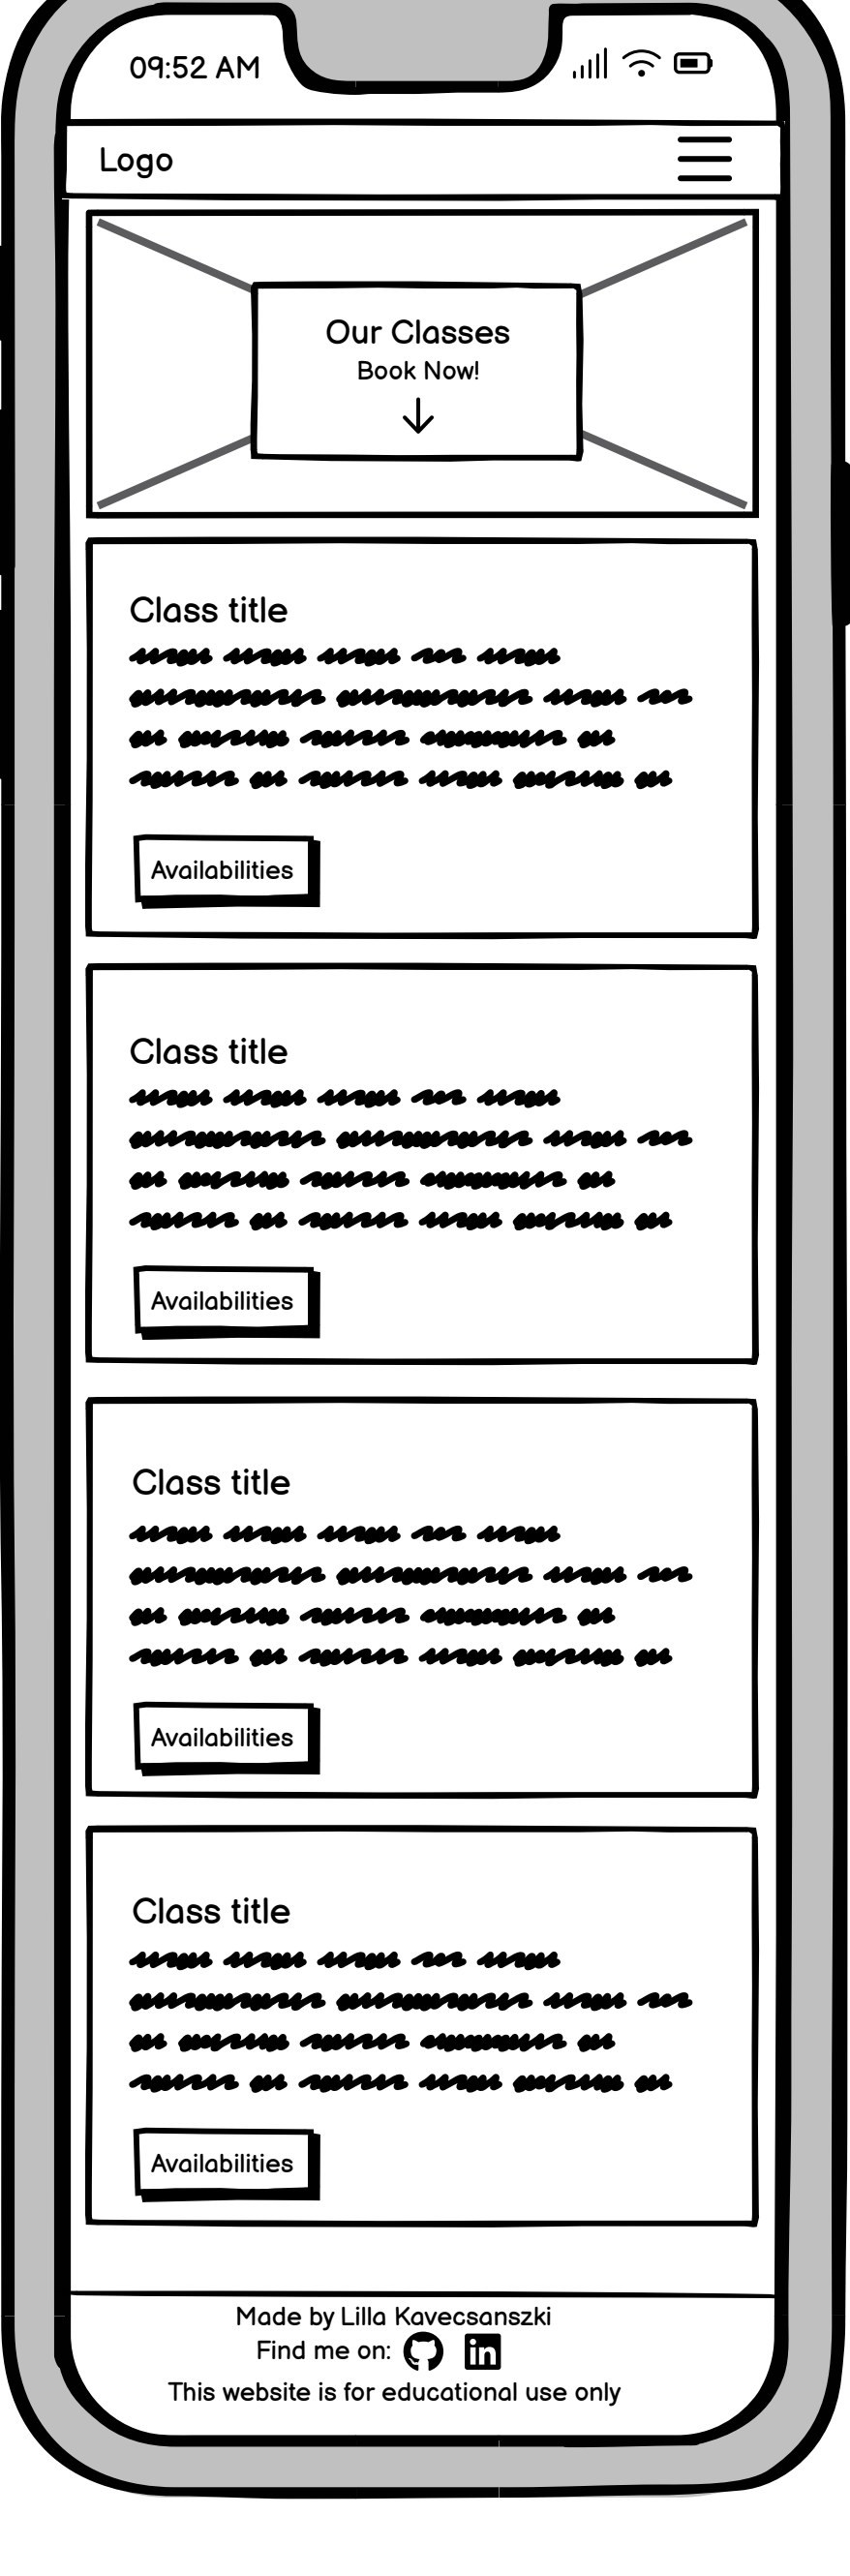 09:52 AM
Logo
Our Classes
Book Now!
Class title
Availabilities
Class title
Availabilities
Class title
Availabilities
Class title
Availabilities
Made by Lilla Kavecsanszki
Find me on:
This website is for educational use only